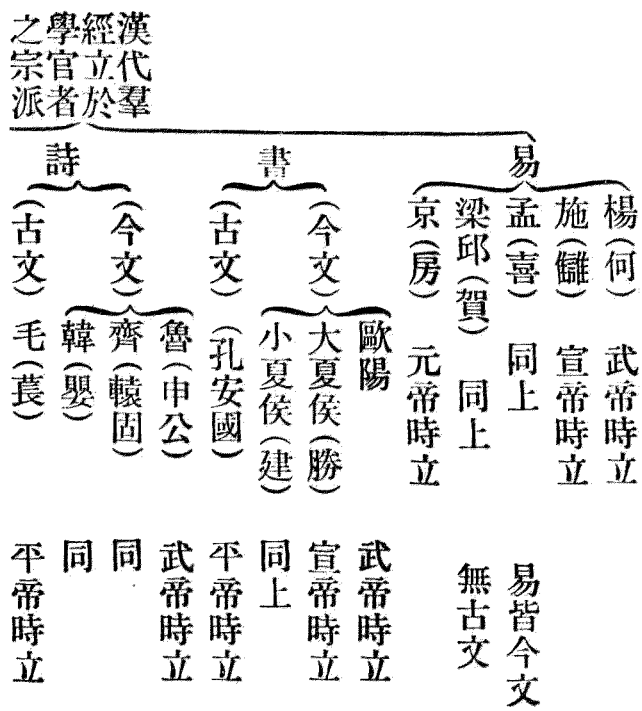 漢代羣
經立於
學官者
之宗派
易
楊(何) 武帝時立
施(讎) 宣帝時立
孟(喜) 同上
梁邱(賀) 同上
京(房) 元帝時立
易皆今文
無古文
書
(今文)
歐陽 武帝時立
大夏侯(勝) 宣帝時立
小夏侯(建) 同上
(古文) (孔安國) 平帝時立
詩
(今文)
魯(申公) 武帝時立
齊(轅固) 同
韓(嬰) 同
(古文) 毛(萇) 平帝時立